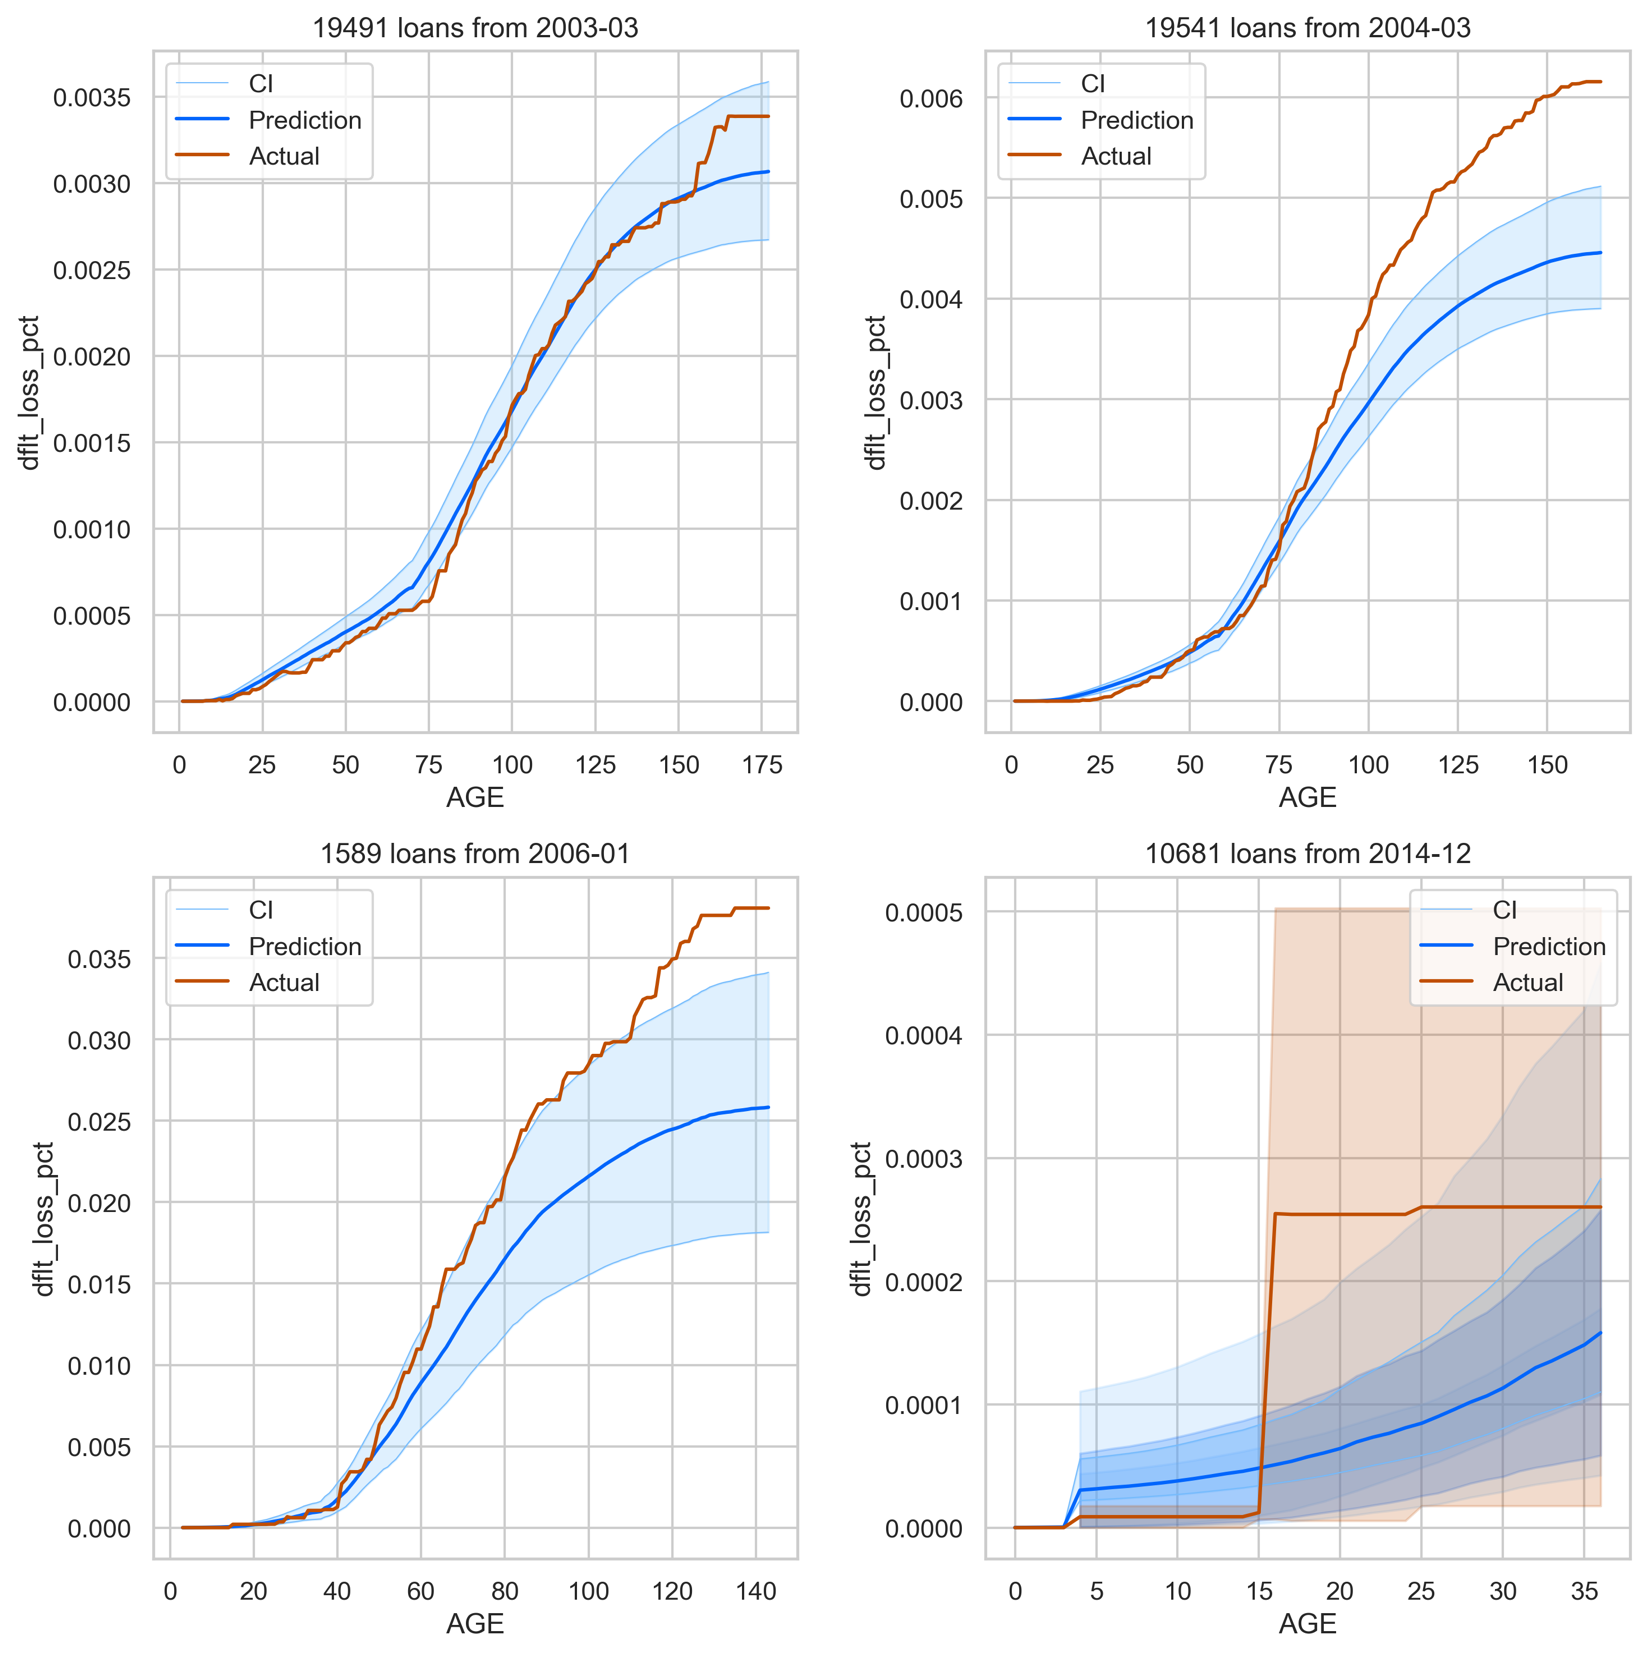 19491 loans from 2003-03
CI
Prediction
Actual
0.0035
0.0030
0.0025
0.0020
0.0015
0.0010
0.0005
0.0000
dflt_loss_pct
0 25 50 75 100 125 150 175
AGE
19541 loans from 2004-03
CI
Prediction
Actual
0.006
0.005
0.004
0.003
0.002
0.001
0.000
dflt_loss_pct
0 25 50 75 100 125 150
AGE
1589 loans from 2006-01
CI
Prediction
Actual
0.035
0.030
0.025
0.020
0.015
0.010
0.005
0.000
dflt_loss_pct
0 20 40 60 80 100 120 140
AGE
10681 loans from 2014-12
CI
Prediction
Actual
0.0005
0.0004
0.0003
0.0002
0.0001
0.0000
dflt_loss_pct
0 5 10 15 20 25 30 35
AGE